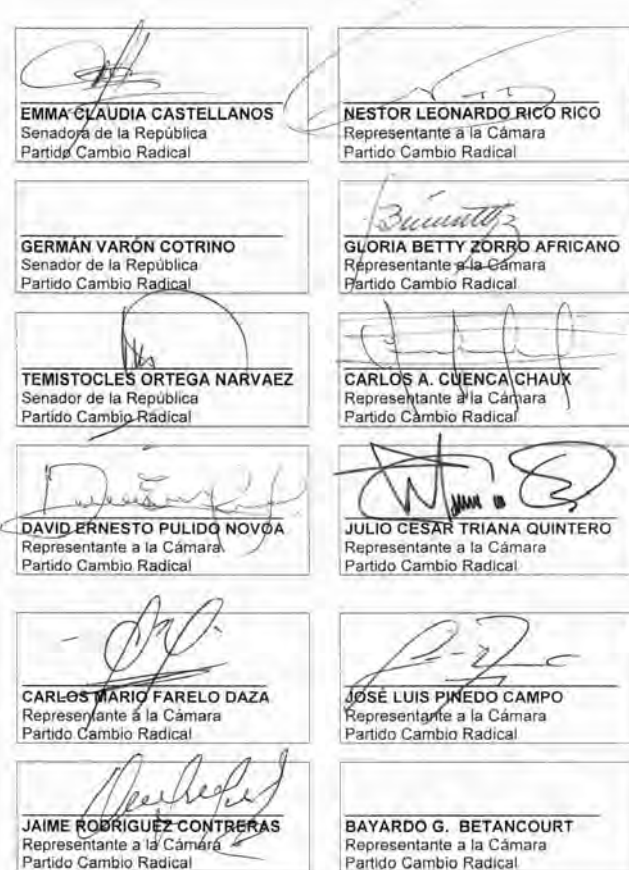 EMMA CLAUDIA CASTELLANOS
Senadora de la República
Partido Cambio Radical
NESTOR LEONARDO RICO RICO
Representante a la Cámara
Partido Cambio Radical
GERMÁN VARÓN COTRINO
Senador de la República
Partido Cambio Radical
GLORIA BETTY ZORRO AFRICANO
Representante a la Cámara
Partido Cambio Radical
TEMISTOCLES ORTEGA NARVAEZ
Senador de la República
Partido Cambio Radical
CARLOS A. CUENCA CHAUX
Representante a la Cámara
Partido Cambio Radical
DAVID ERNESTO PULIDO NOVOA
Representante a la Cámara
Partido Cambio Radical
JULIO CESAR TRIANA QUINTERO
Representante a la Cámara
Partido Cambio Radical
CARLOS MARIO FARELO DAZA
Representante a la Cámara
Partido Cambio Radical
JOSÉ LUIS PINEDO CAMPO
Representante a la Cámara
Partido Cambio Radical
JAIME RODRIGUEZ CONTRERAS
Representante a la Cámara
Partido Cambio Radical
BAYARDO G. BETANCOURT
Representante a la Cámara
Partido Cambio Radical